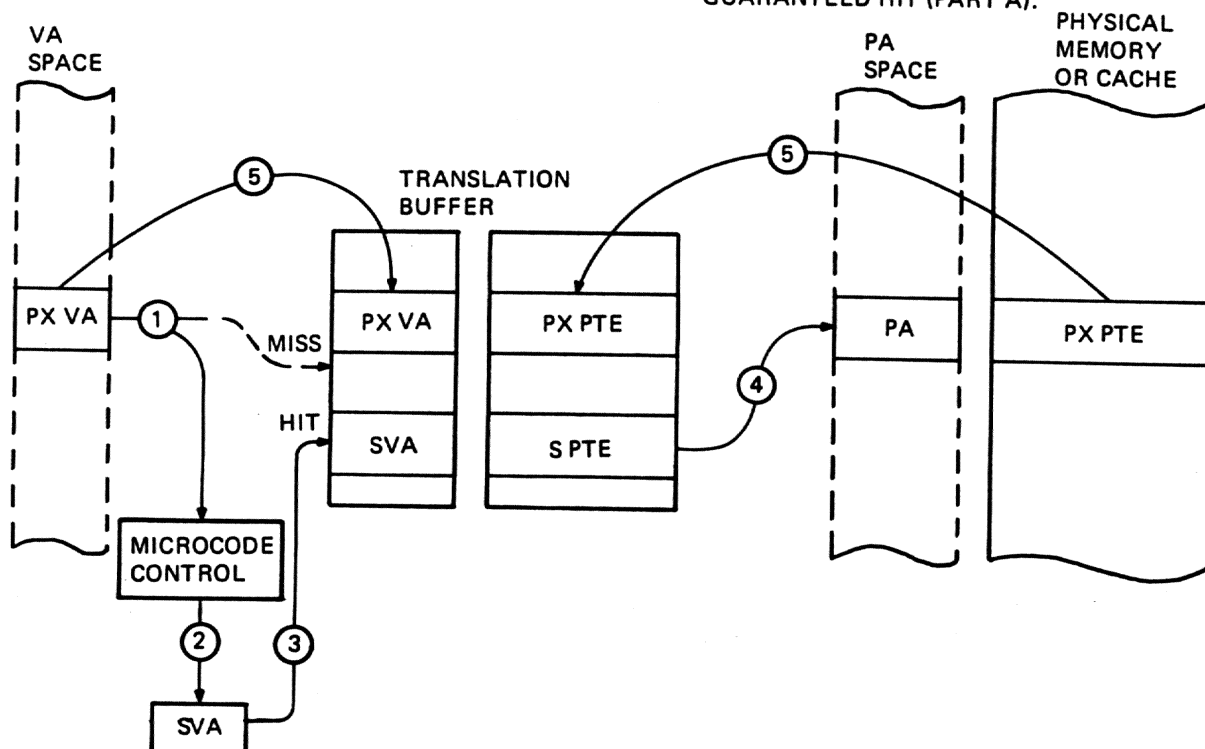 GUARANTEED HIT (PART A).
VA
SPACE
PA
SPACE
PHYSICAL
MEMORY
OR CACHE
5
5
TRANSLATION
BUFFER
PX VA
1
MISS
PX VA
PX PTE
PA
PX PTE
4
HIT
SVA
S PTE
MICROCODE
CONTROL
2
3
SVA